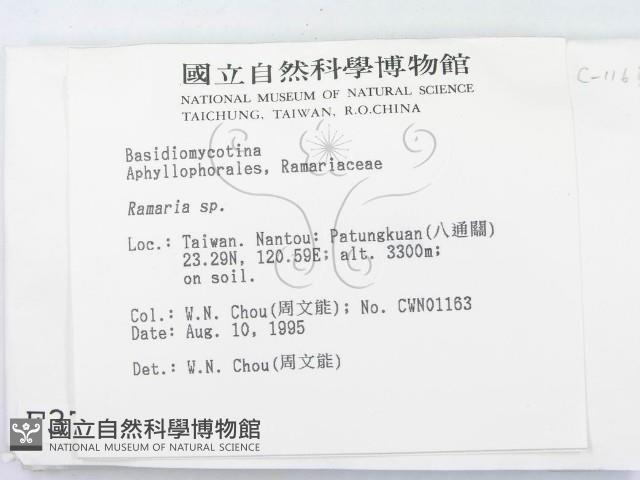 國立自然科學博物館
NATIONAL MUSEUM OF NATURAL SCIENCE
TAICHUNG, TAIWAN, R.O.CHINA
Basidiomycotina
Aphyllophorales, Ramariaceae
Ramaria sp.
Loc.: Taiwan. Nantou: Patungkuan(八通關)
23.29N, 120.59E; alt. 3300m;
on soil.
Col.: W.N. Chou(周文能); No. CWN01163
Date: Aug. 10, 1995
Det.: W.N. Chou(周文能)
國立自然科學博物館
NATIONAL MUSEUM OF NATURAL SCIENCE